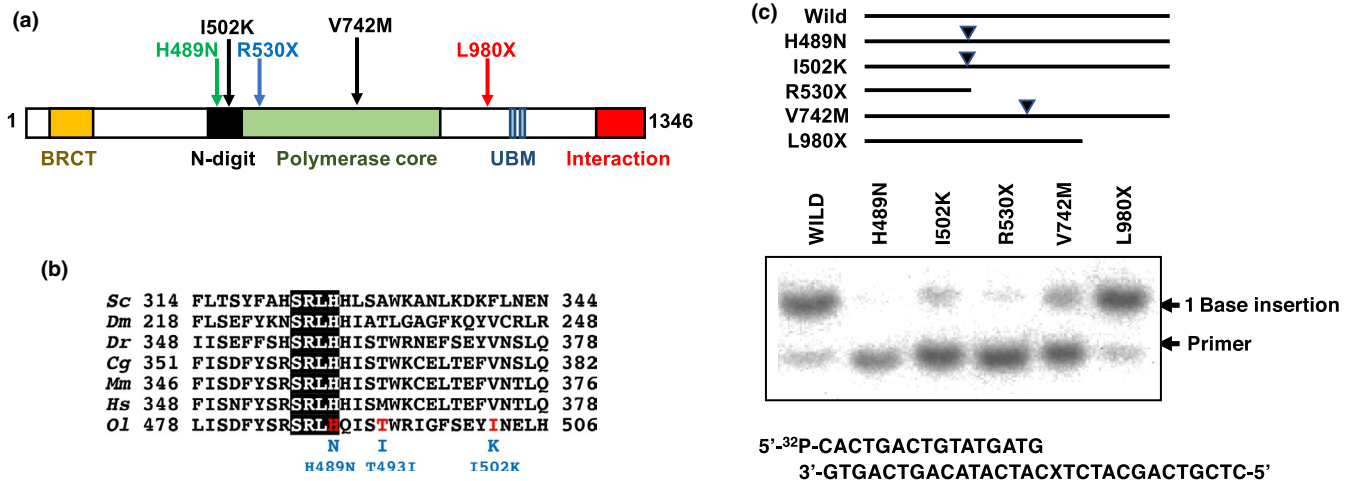 (a)
I502K
V742M
H489N
R530X
L980X
1
1346
BRCT
N-digit
Polymerase core
UBM
Interaction
(b)
Sc 314 FLTSYFAHSRLHHLSAWKANLKDKFLNEN 344
Dm 218 FLSEFYKNSRLHHIATLGAGFKQYVCRLR 248
Dr 348 IISEFFSHSRLHHISTWRNEFSEYVNSLQ 378
Cg 351 FISDFYSRSRLHHISTWKCELTEFVNSLQ 382
Mm 346 FISDFYSRSRLHHISTWKCELTEFVNTLQ 376
Hs 348 FISNFYSRSRLHHISMWKCELTEFVNTLQ 378
Ol 478 LISDFYSRSRLHQISTWRIGFSEYINELH 506
N I K
H489N T493I I502K
(c)
Wild
H489N
I502K
R530X
V742M
L980X
WILD H489N I502K R530X V742M L980X
1 Base insertion
Primer
5'-32P-CACTGACTGTATGATG
3'-GTGACTGACATACTACXTCTACGACTGCTC-5'